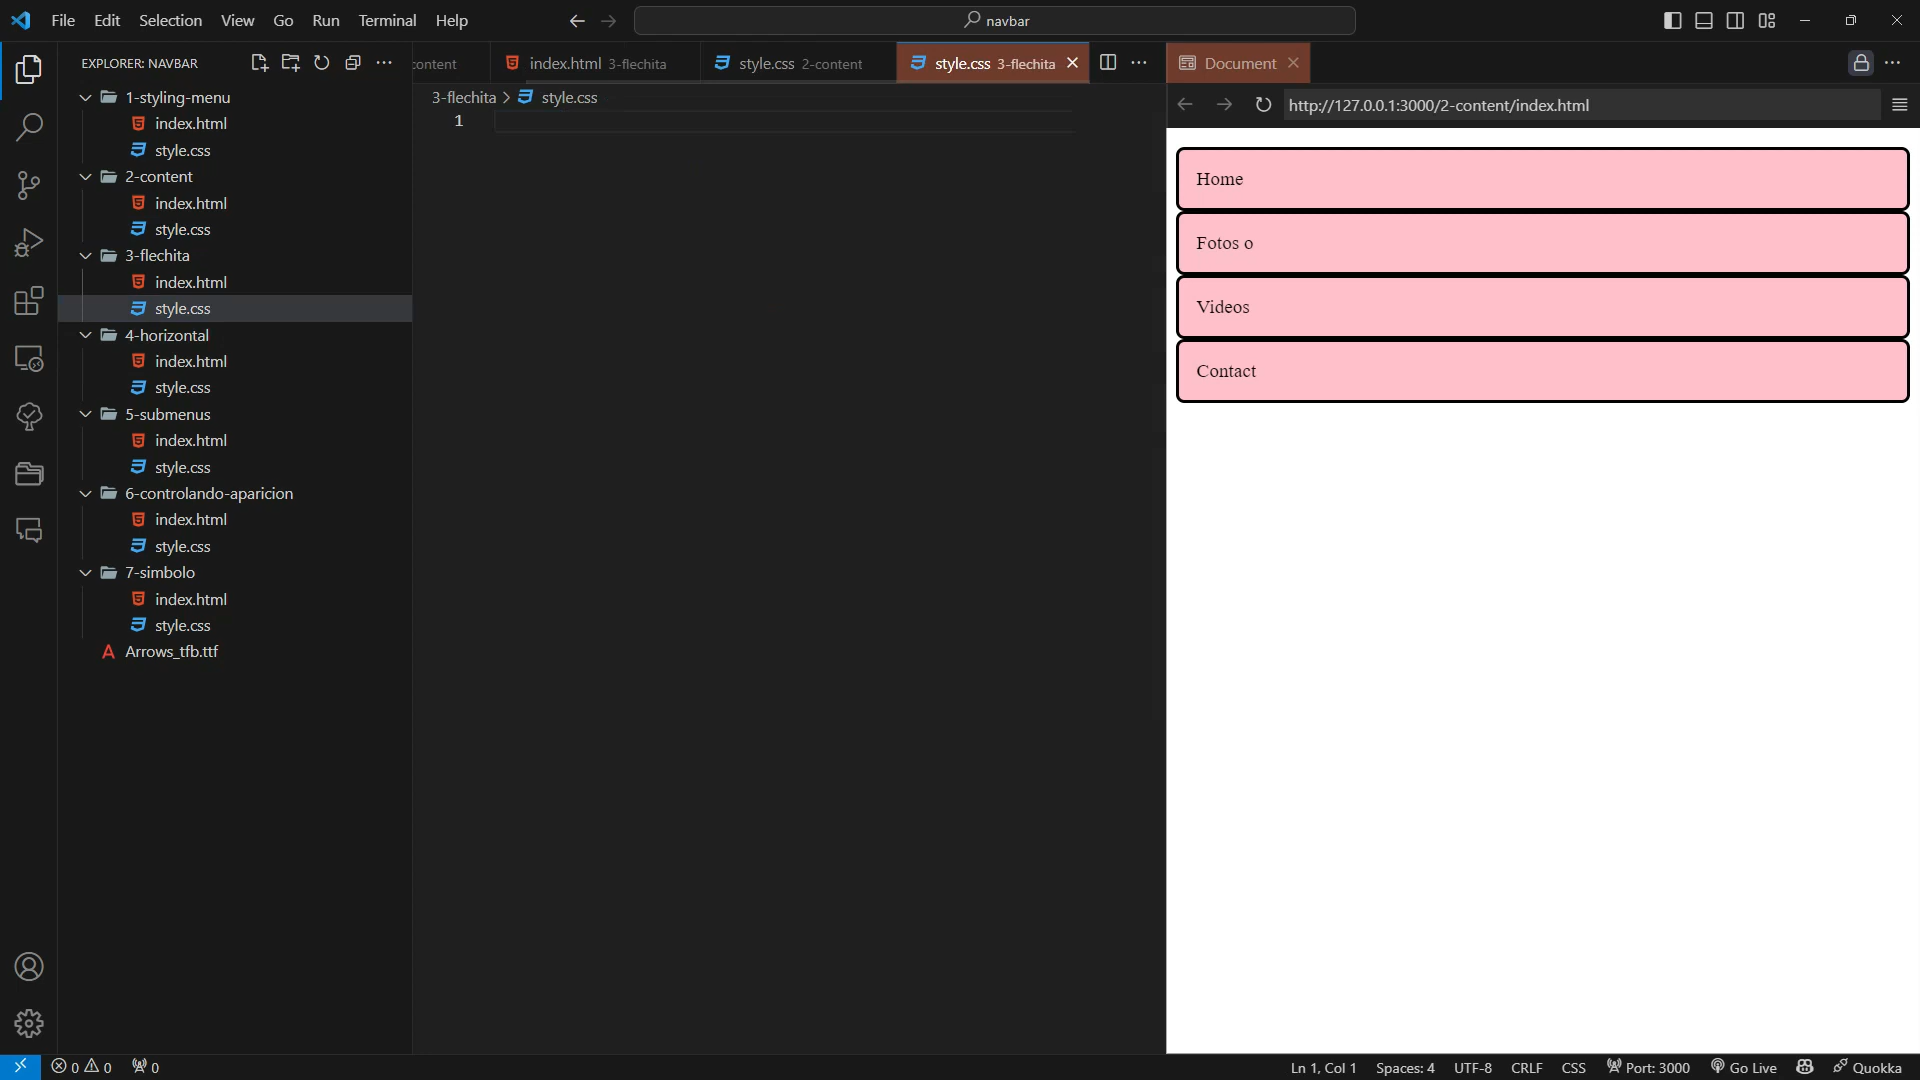 File Edit Selection View Go Run Terminal Help
navbar
EXPLORER: NAVBAR
1-styling-menu
index.html
style.css
2-content
index.html
style.css
3-flechita
index.html
style.css
4-horizontal
index.html
style.css
5-submenus
index.html
style.css
6-controlando-aparicion
index.html
style.css
7-simbolo
index.html
style.css
Arrows_tfb.ttf
ontent index.html 3-flechita style.css 2-content style.css 3-flechita
3-flechita > style.css
1
Document
http://127.0.0.1:3000/2-content/index.html
Home
Fotos o
Videos
Contact
0 0 0 Ln 1, Col 1 Spaces: 4 UTF-8 CRLF CSS Port: 3000 Go Live Quokka